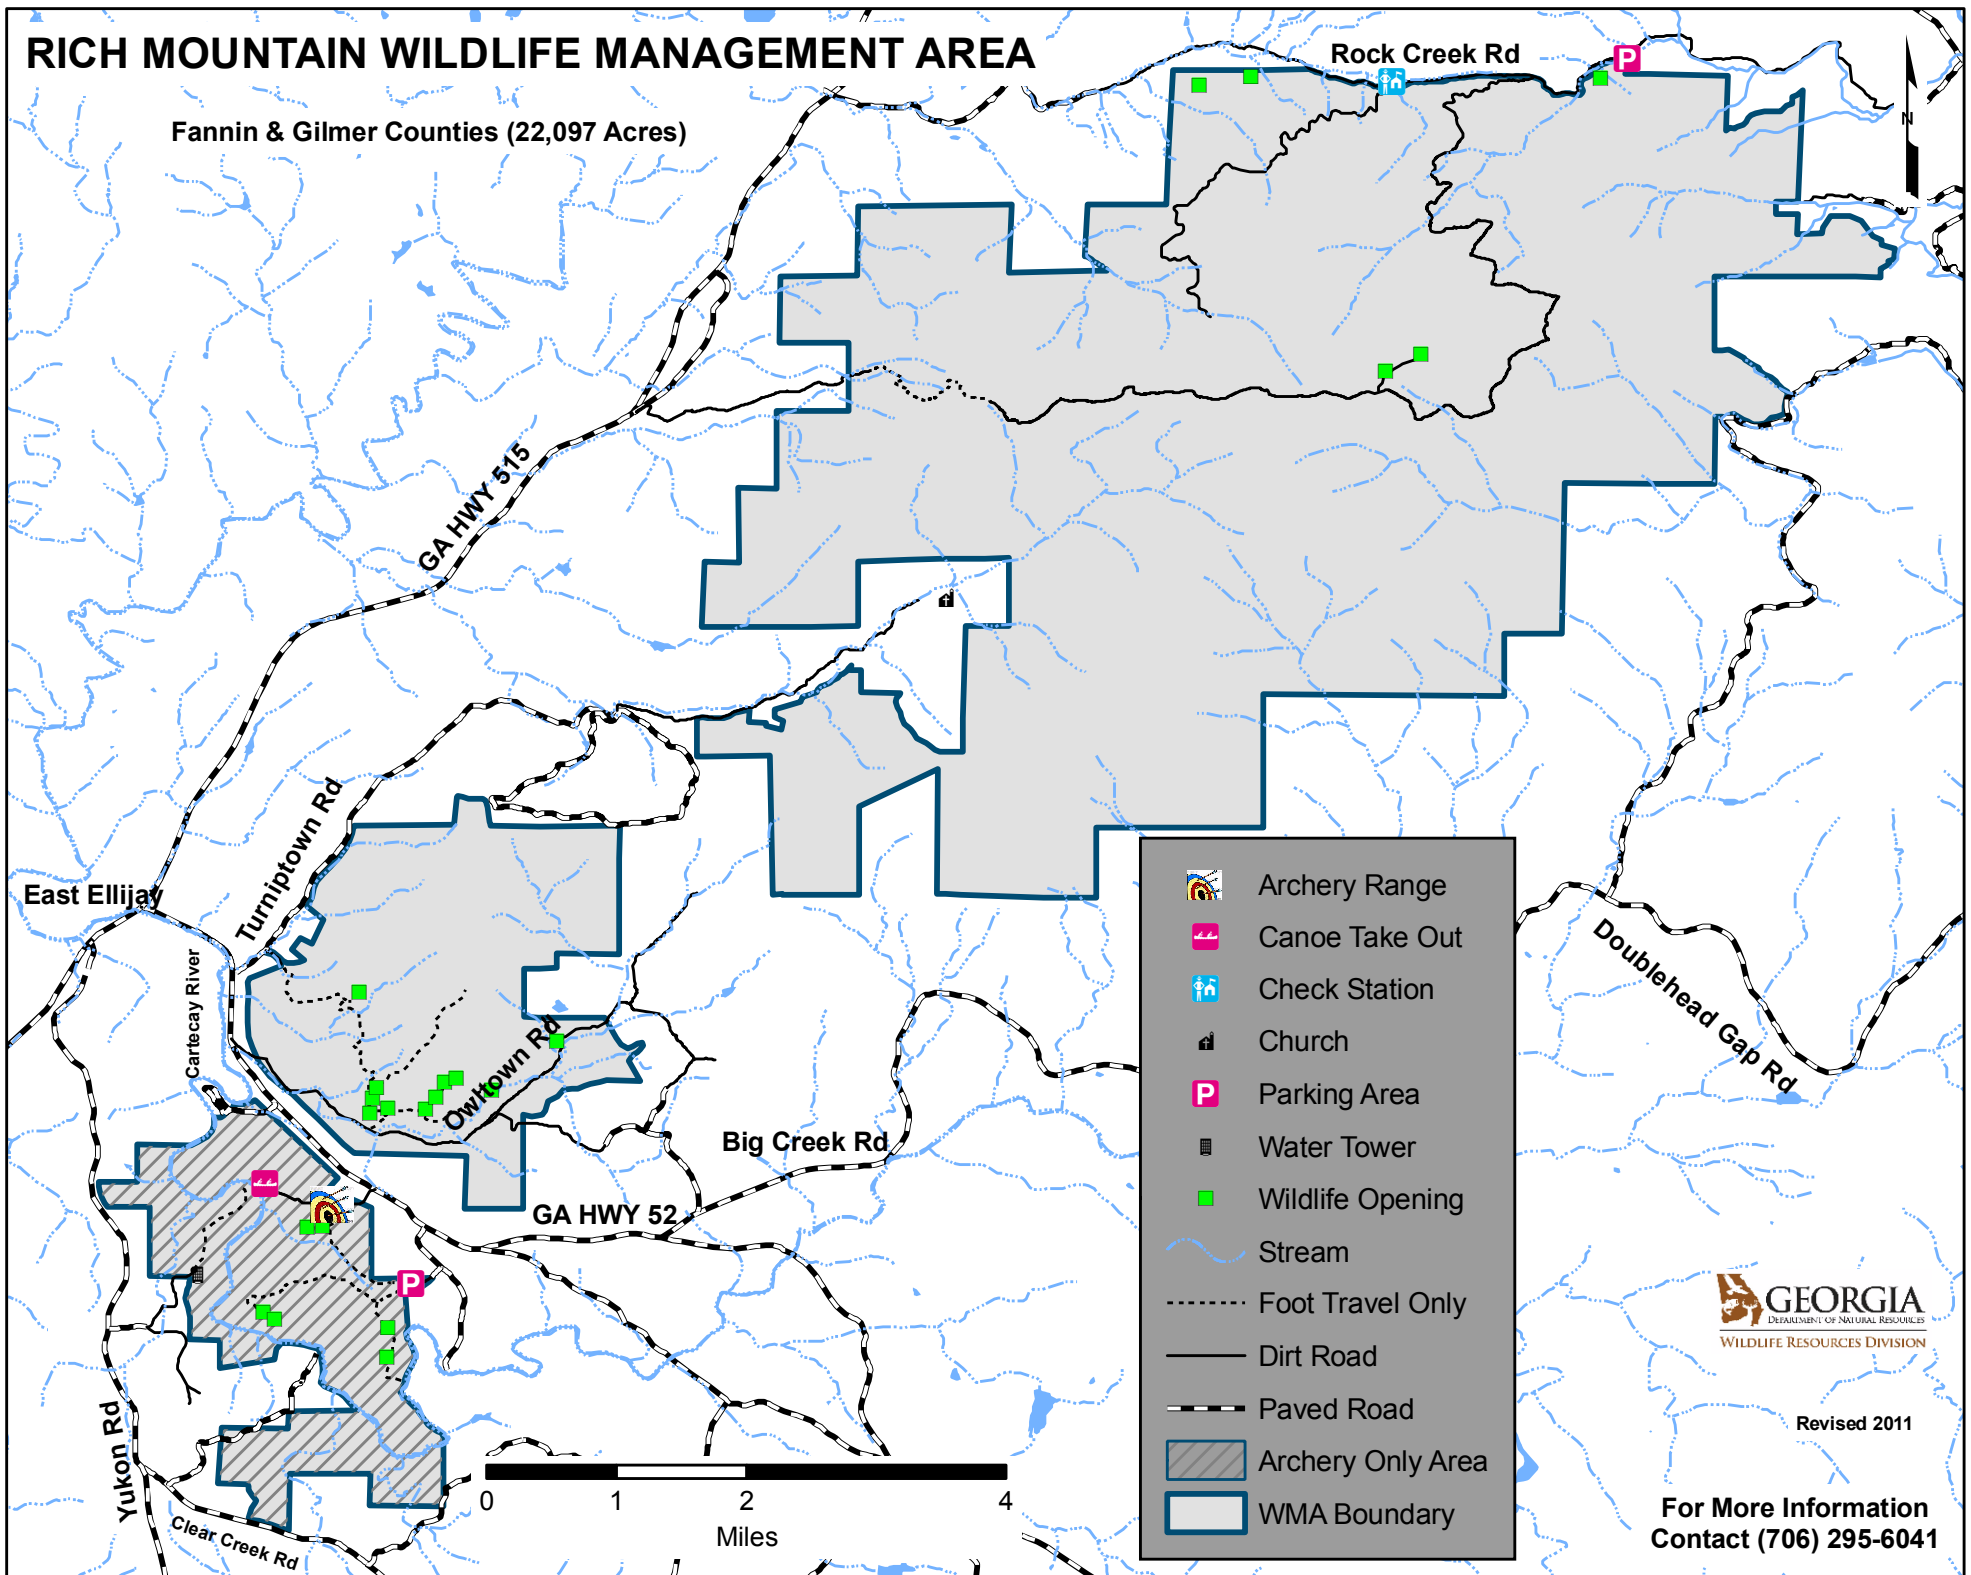 RICH MOUNTAIN WILDLIFE MANAGEMENT AREA
Fannin & Gilmer Counties (22,097 Acres)
Rock Creek Rd
P
N
GA HWY 515
Turniptown Rd
East Ellijay
Cartecay River
Owltown Rd
Big Creek Rd
GA HWY 52
P
Doublehead Gap Rd
Yukon Rd
Clear Creek Rd
0 1 2 4
Miles
Archery Range
Canoe Take Out
Check Station
Church
P Parking Area
Water Tower
Wildlife Opening
Stream
Foot Travel Only
Dirt Road
Paved Road
Archery Only Area
WMA Boundary
GEORGIA
DEPARTMENT OF NATURAL RESOURCES
WILDLIFE RESOURCES DIVISION
Revised 2011
For More Information
Contact (706) 295-6041